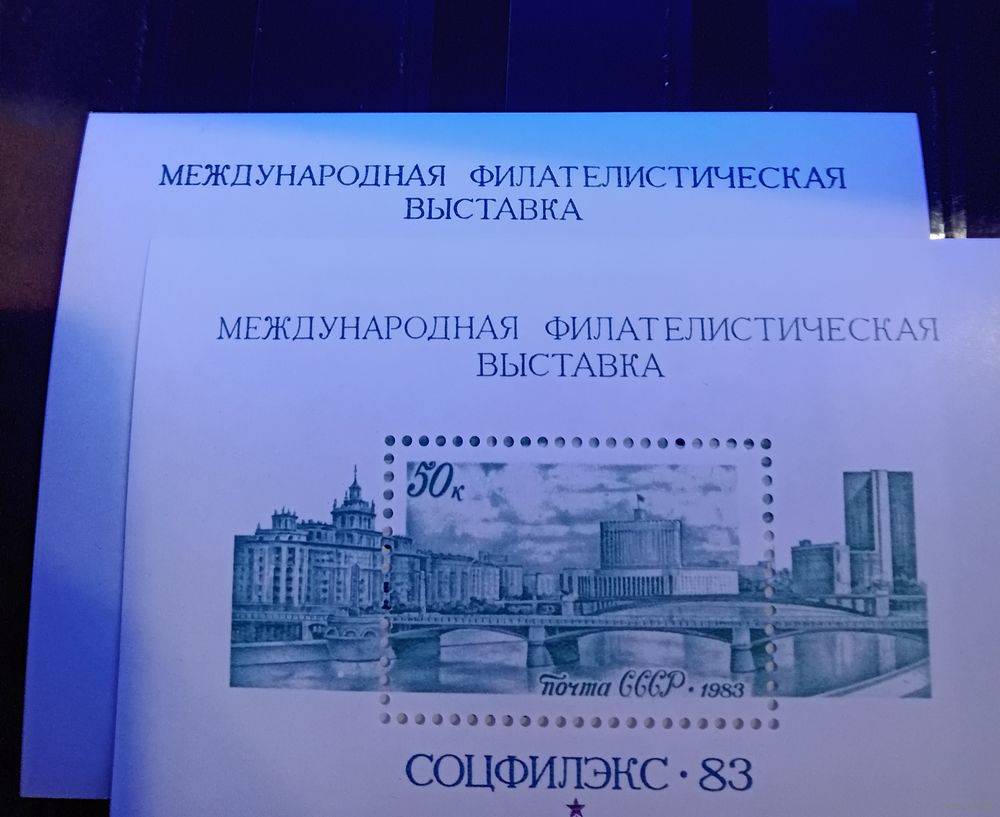 МЕЖДУНАРОДНАЯ ФИЛАТЕЛИСТИЧЕСКАЯ
ВЫСТАВКА
МЕЖДУНАРОДНАЯ ФИЛАТЕЛИСТИЧЕСКАЯ
ВЫСТАВКА
50к
почта СССР · 1983
СОЦФИЛЭКС · 83